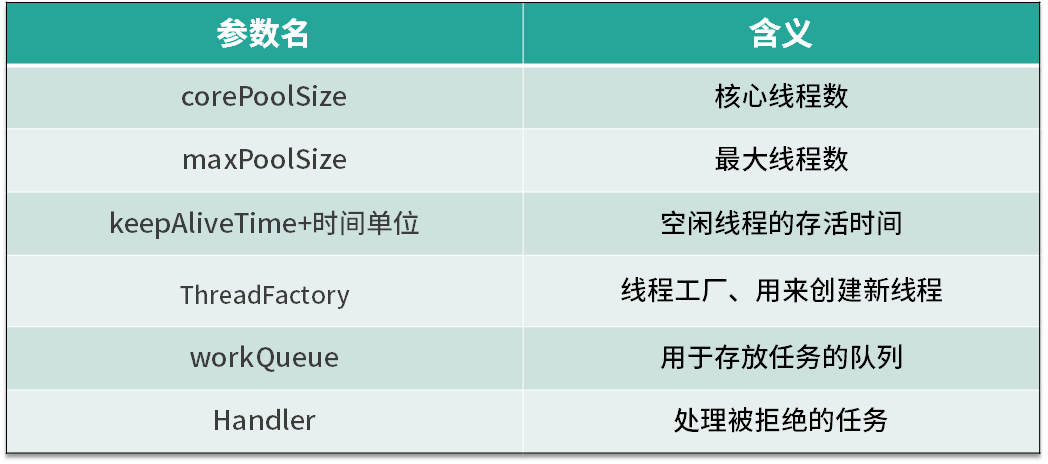 参数名 含义
corePoolSize 核心线程数
maxPoolSize 最大线程数
keepAliveTime+时间单位 空闲线程的存活时间
ThreadFactory 线程工厂、用来创建新线程
workQueue 用于存放任务的队列
Handler 处理被拒绝的任务